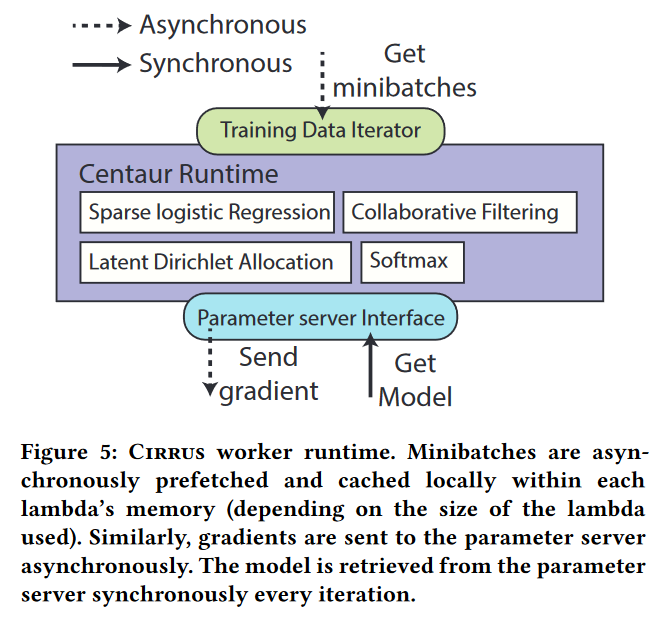 Asynchronous
Synchronous
Get
minibatches
Training Data Iterator
Centaur Runtime
Sparse logistic Regression
Collaborative Filtering
Latent Dirichlet Allocation
Softmax
Parameter server Interface
Send
gradient
Get
Model
Figure 5: CIRRUS worker runtime. Minibatches are asyn-
chronously prefetched and cached locally within each
lambda's memory (depending on the size of the lambda
used). Similarly, gradients are sent to the parameter server
asynchronously. The model is retrieved from the parameter
server synchronously every iteration.